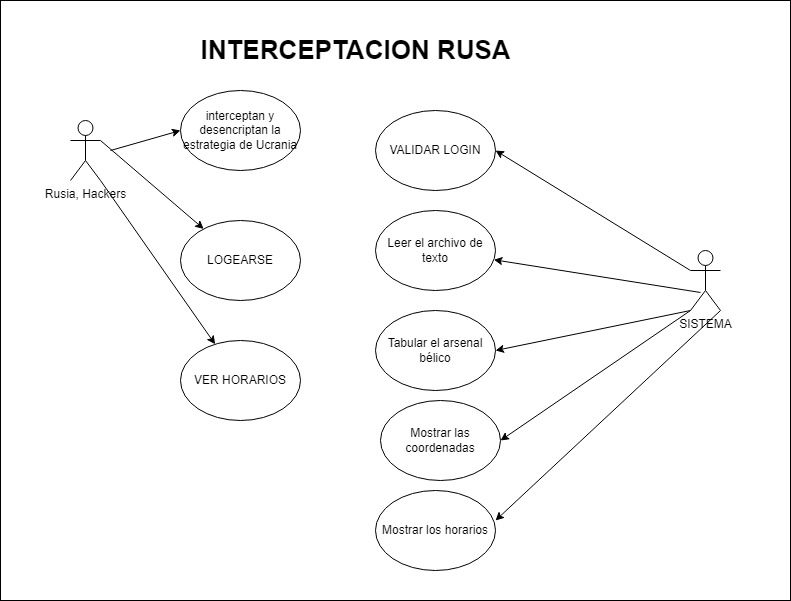 INTERCEPTACION RUSA
interceptan y
desencriptan la
estrategia de Ucrania
Rusia, Hackers
LOGEARSE
VER HORARIOS
VALIDAR LOGIN
Leer el archivo de
texto
SISTEMA
Tabular el arsenal
bélico
Mostrar las
coordenadas
Mostrar los horarios